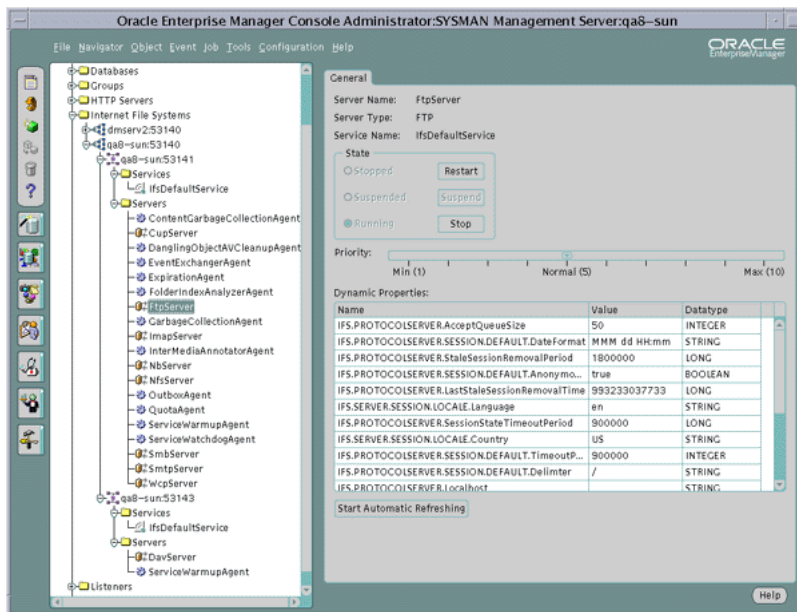 Oracle Enterprise Manager Console Administrator:SYSMAN Management Server:qa8-sun
File Navigator Object Event Job Tools Configuration Help
ORACLE
EnterpriseManager
Databases
Groups
HTTP Servers
Internet File Systems
dmserv2:53140
qa8-sun:53140
qa8-sun:53141
Services
IfsDefaultService
Servers
ContentGarbageCollectionAgent
CupServer
DanglingObjectAVCleanupAgent
EventExchangerAgent
ExpirationAgent
FolderIndexAnalyzerAgent
FtpServer
GarbageCollectionAgent
ImapServer
InterMediaAnnotatorAgent
NbServer
NfsServer
OutboxAgent
QuotaAgent
ServiceWarmupAgent
ServiceWatchdogAgent
SmbServer
SmtpServer
WcpServer
qa8-sun:53143
Services
IfsDefaultService
Servers
DavServer
ServiceWarmupAgent
Listeners
General
Server Name: FtpServer
Server Type: FTP
Service Name: IfsDefaultService
State
Stopped Restart
Suspended Suspend
Running Stop
Priority:
Min (1) Normal (5) Max (10)
Dynamic Properties:
Name Value Datatype
IFS.PROTOCOLSERVER.AcceptQueueSize 50 INTEGER
IFS.PROTOCOLSERVER.SESSION.DEFAULT.DateFormat MMM dd HH:mm STRING
IFS.PROTOCOLSERVER.StaleSessionRemovalPeriod 1800000 LONG
IFS.PROTOCOLSERVER.SESSION.DEFAULT.Anonymo... true BOOLEAN
IFS.PROTOCOLSERVER.LastStaleSessionRemovalTime 993233037733 LONG
IFS.SERVER.SESSION.LOCALE.Language en STRING
IFS.PROTOCOLSERVER.SessionStateTimeoutPeriod 900000 LONG
IFS.SERVER.SESSION.LOCALE.Country US STRING
IFS.PROTOCOLSERVER.SESSION.DEFAULT.TimeoutP... 900000 INTEGER
IFS.PROTOCOLSERVER.SESSION.DEFAULT.Delimter / STRING
IFS.PROTOCOLSERVER.Localhost STRING
Start Automatic Refreshing
Help